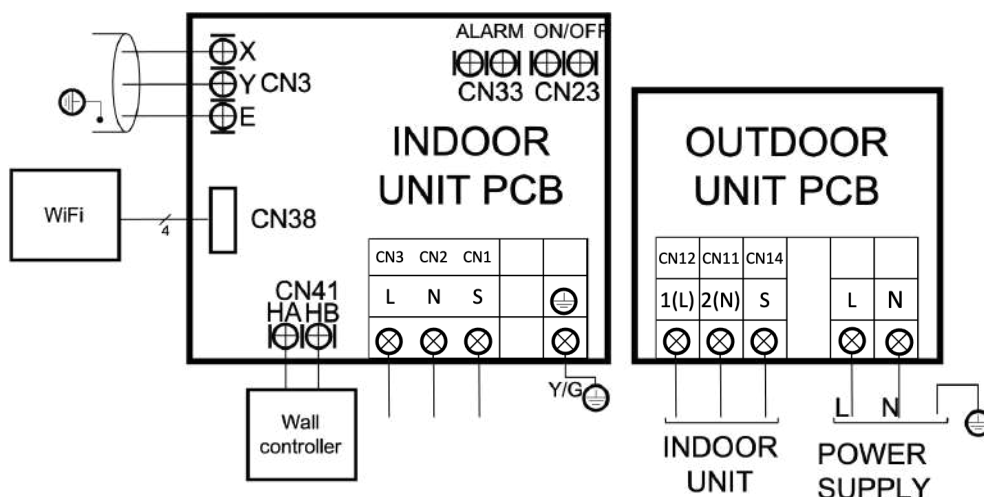 ALARM ON/OFF
CN33 CN23
X
Y CN3
E
INDOOR
UNIT PCB
WiFi
4
CN38
CN3 CN2 CN1
L N S
CN41
HA HB
Y/G
Wall
controller
OUTDOOR
UNIT PCB
CN12 CN11 CN14
1(L) 2(N) S L N
L N
INDOOR
UNIT
POWER
SUPPLY